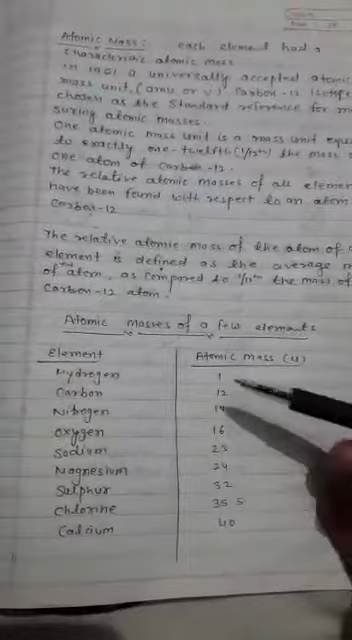 Atomic Mass: each element had a
characteristic atomic mass
in 1961 a universally accepted atomic
mass unit, (amu or u). Carbon-12 isotope
chosen as the standard reference for
suring atomic masses.
One atomic mass unit is a mass unit
to exactly one-twelfth (1/12th) the mass
one atom of Carbon-12.
The relative atomic masses of all
have been found with respect to an atom
Carbon-12
The relative atomic mass of the atom of
element is defined as the average
of the atom, as compared to the mass of
Carbon-12 atom.
Atomic masses of a few elements
Element Atomic mass (u)
Hydrogen 1
Carbon 12
Nitrogen 14
Oxygen 16
Sodium 23
Magnesium 24
Sulphur 32
Chlorine 35.5
Calcium 40